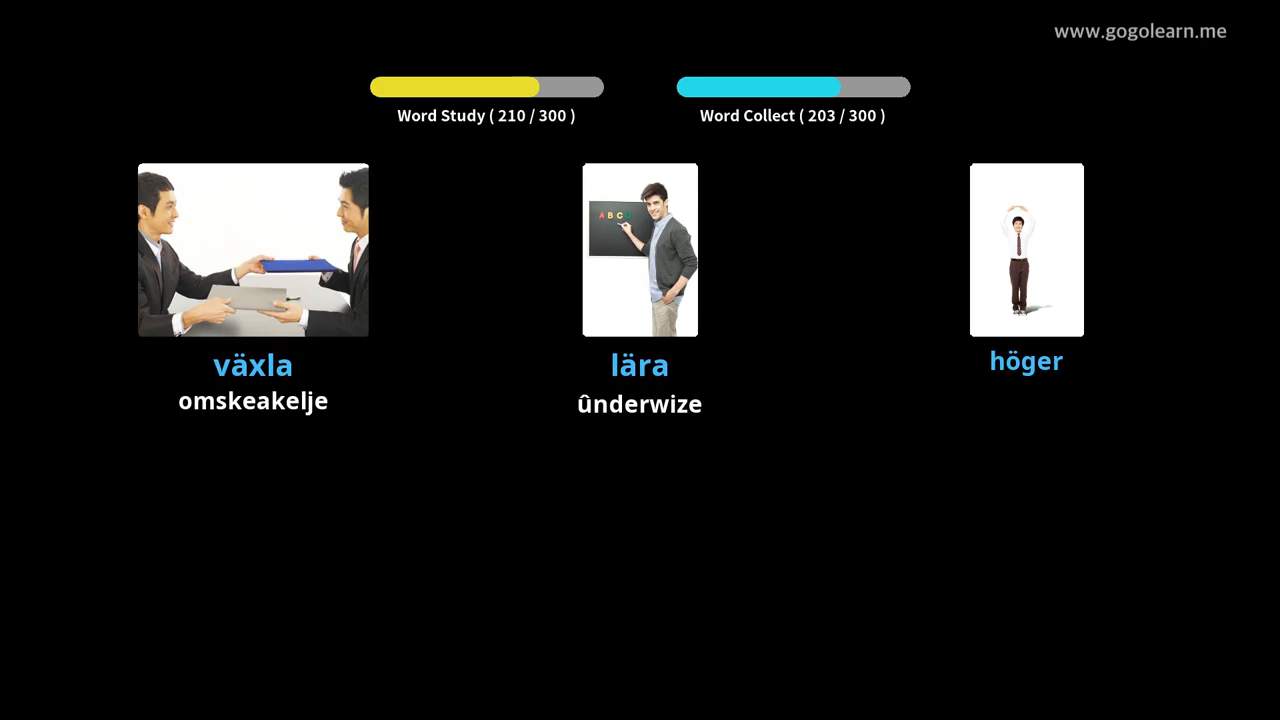 www.gogolearn.me
Word Study ( 210 / 300 )
Word Collect ( 203 / 300 )
A B C D
växla
lära
höger
omskeakelje
ûnderwize